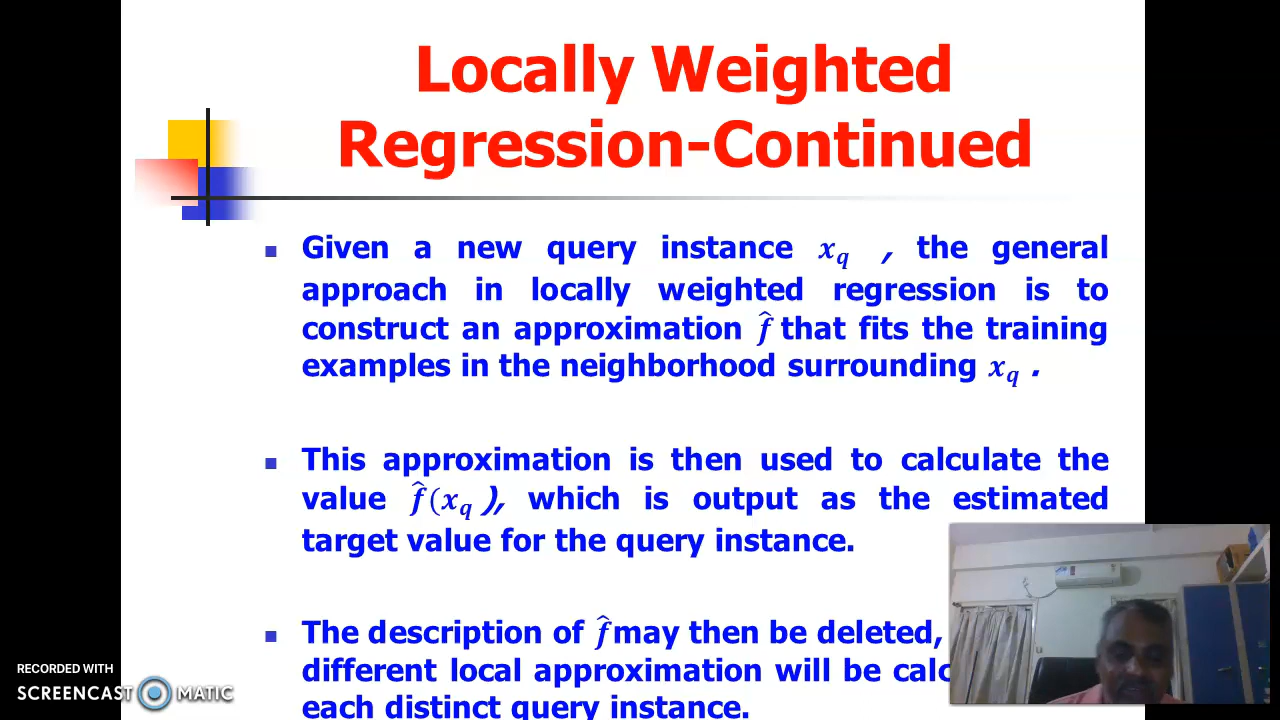 Locally Weighted
Regression-Continued
Given a new query instance x_q , the general
approach in locally weighted regression is to
construct an approximation f̂ that fits the training
examples in the neighborhood surrounding x_q .
This approximation is then used to calculate the
value f̂(x_q ), which is output as the estimated
target value for the query instance.
The description of f̂ may then be deleted,
different local approximation will be calc
each distinct query instance.
RECORDED WITH
SCREENCAST MATIC